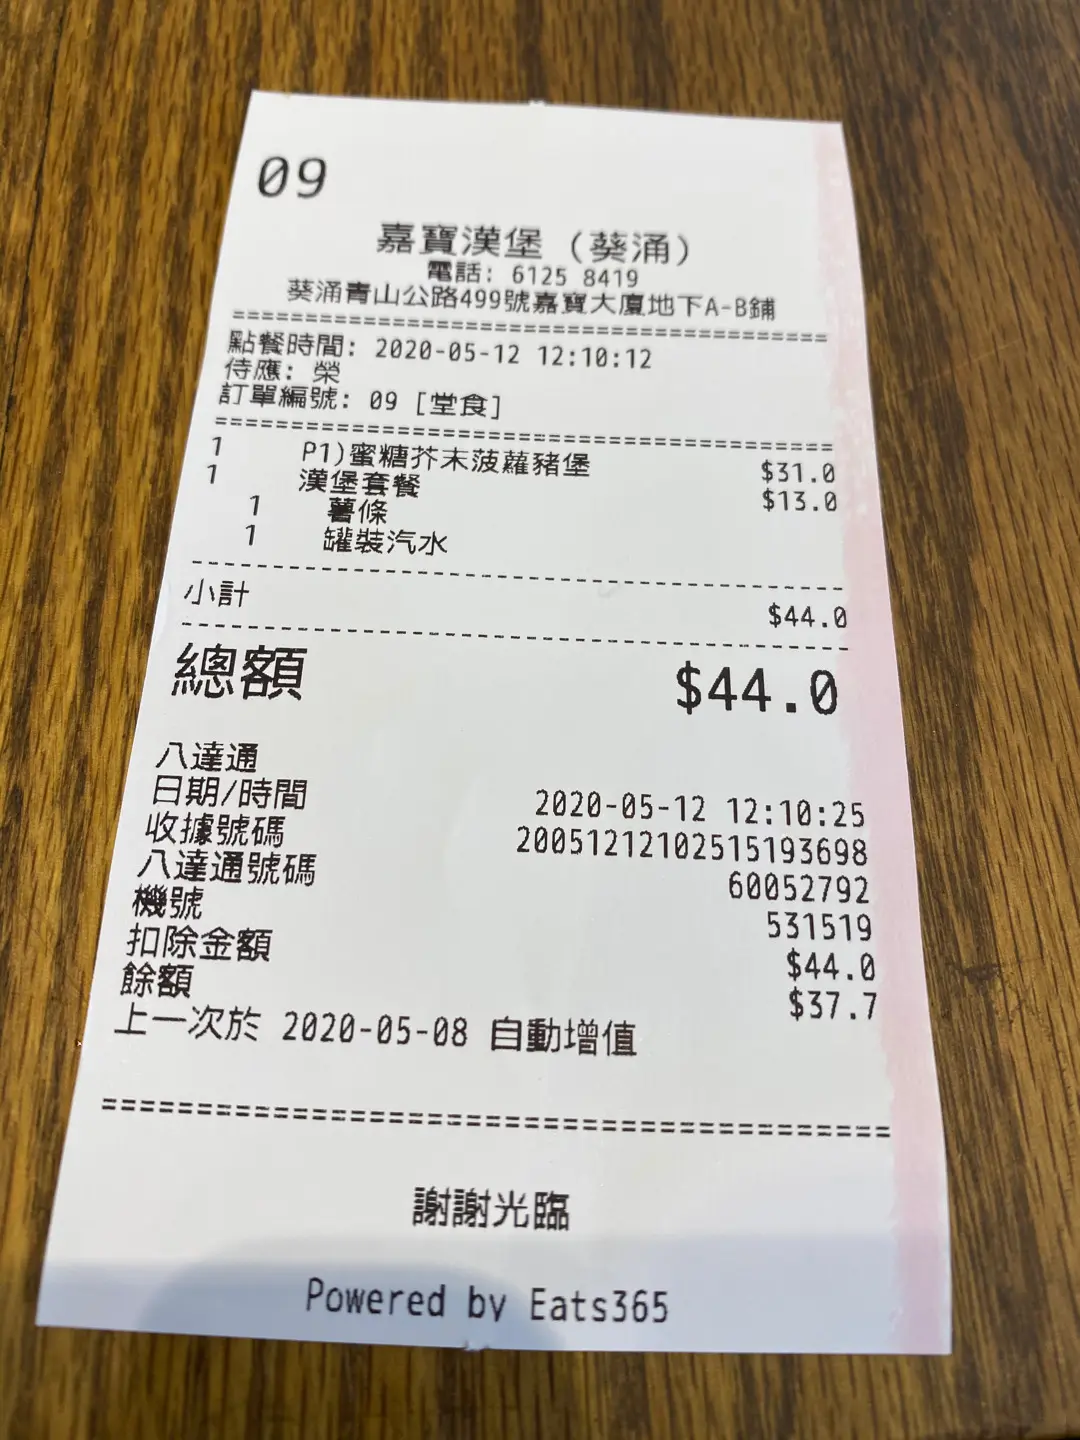 09
嘉寶漢堡 (葵涌)
電話: 6125 8419
葵涌青山公路499號嘉寶大廈地下A-B鋪
點餐時間: 2020-05-12 12:10:12
侍應: 榮
訂單編號: 09 [堂食]
1 P1)蜜糖芥末菠蘿豬堡 $31.0
1 漢堡套餐 $13.0
1 薯條
1 罐裝汽水
小計 $44.0
總額 $44.0
八達通
日期/時間 2020-05-12 12:10:25
收據號碼 20051212102515193698
八達通號碼 60052792
機號 531519
扣除金額 $44.0
餘額 $37.7
上一次於 2020-05-08 自動增值
謝謝光臨
Powered by Eats365